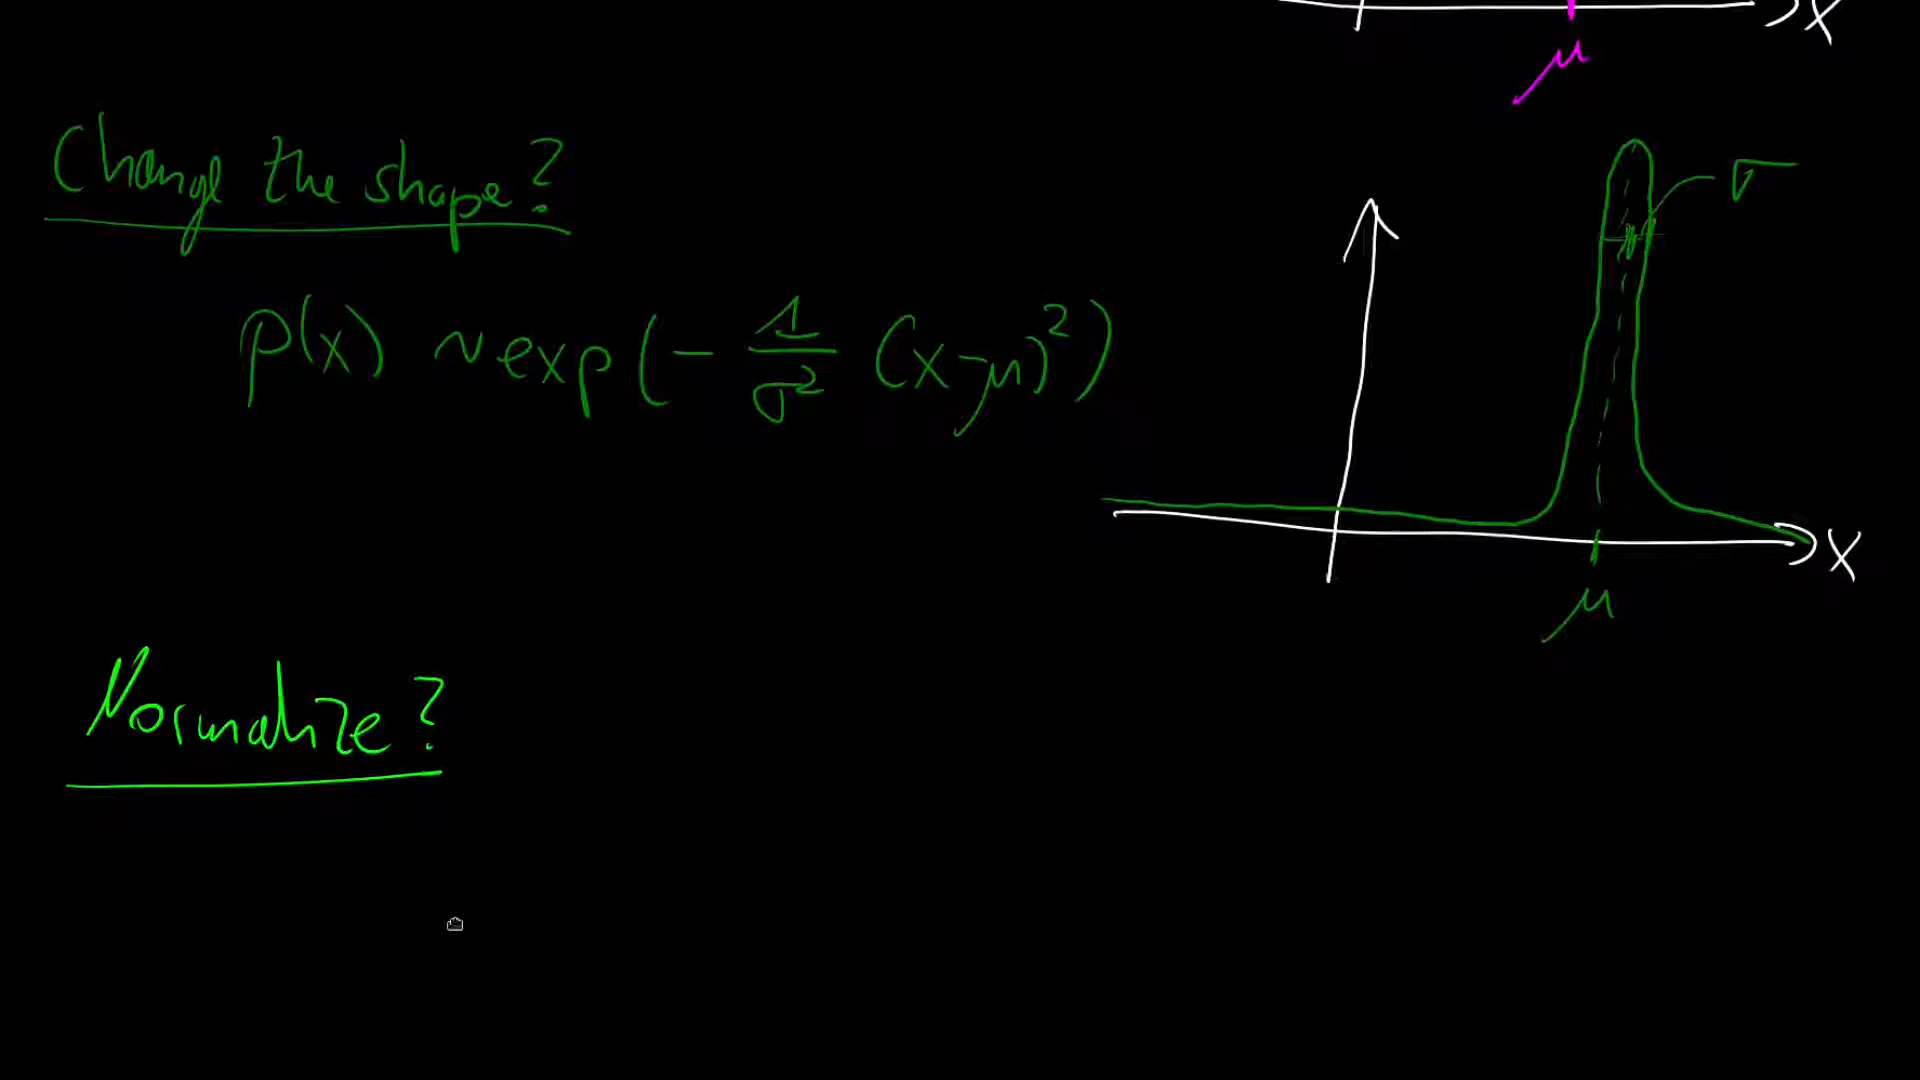 x
μ
Change the shape?
σ
p(x) ~ exp(- 1/σ² (x-μ)²)
x
μ
Normalize?